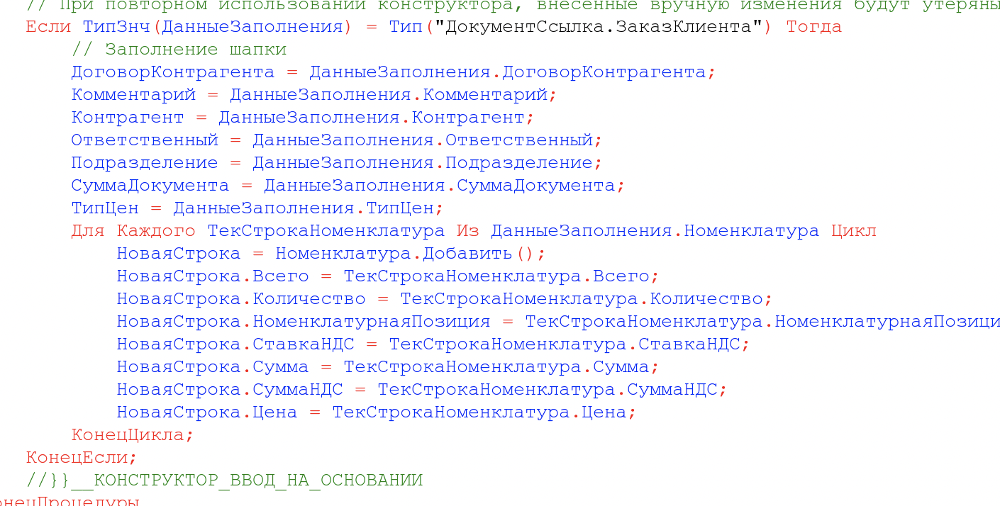 // При повторном использовании конструктора, внесенные вручную изменения будут утеряны
Если ТипЗнч(ДанныеЗаполнения) = Тип("ДокументСсылка.ЗаказКлиента") Тогда
// Заполнение шапки
ДоговорКонтрагента = ДанныеЗаполнения.ДоговорКонтрагента;
Комментарий = ДанныеЗаполнения.Комментарий;
Контрагент = ДанныеЗаполнения.Контрагент;
Ответственный = ДанныеЗаполнения.Ответственный;
Подразделение = ДанныеЗаполнения.Подразделение;
СуммаДокумента = ДанныеЗаполнения.СуммаДокумента;
ТипЦен = ДанныеЗаполнения.ТипЦен;
Для Каждого ТекСтрокаНоменклатура Из ДанныеЗаполнения.Номенклатура Цикл
НоваяСтрока = Номенклатура.Добавить();
НоваяСтрока.Всего = ТекСтрокаНоменклатура.Всего;
НоваяСтрока.Количество = ТекСтрокаНоменклатура.Количество;
НоваяСтрока.НоменклатурнаяПозиция = ТекСтрокаНоменклатура.НоменклатурнаяПозици
НоваяСтрока.СтавкаНДС = ТекСтрокаНоменклатура.СтавкаНДС;
НоваяСтрока.Сумма = ТекСтрокаНоменклатура.Сумма;
НоваяСтрока.СуммаНДС = ТекСтрокаНоменклатура.СуммаНДС;
НоваяСтрока.Цена = ТекСтрокаНоменклатура.Цена;
КонецЦикла;
КонецЕсли;
//}}__КОНСТРУКТОР_ВВОД_НА_ОСНОВАНИИ
онецПроцедуры